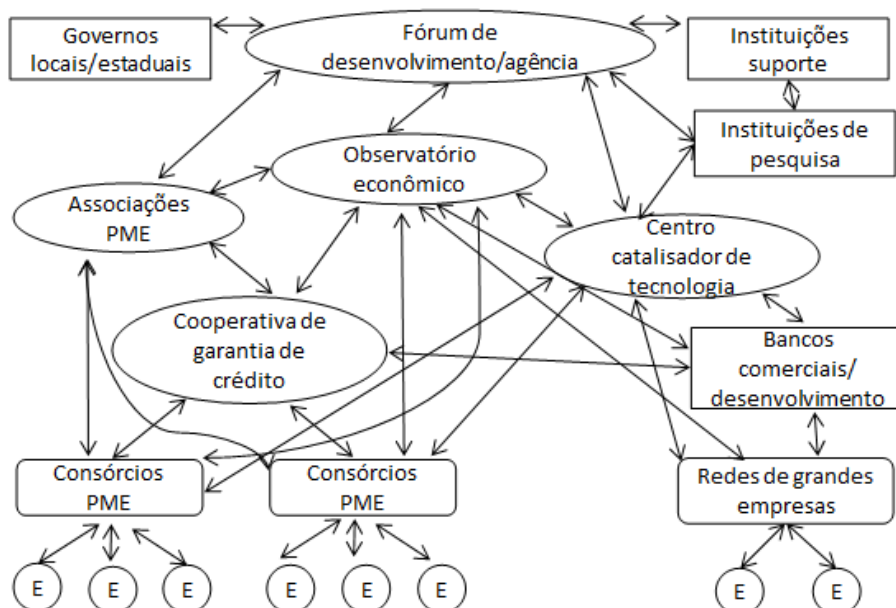 Governos
locais/estaduais
Fórum de
desenvolvimento/agência
Instituições
suporte
Instituições de
pesquisa
Observatório
econômico
Associações
PME
Centro
catalisador de
tecnologia
Cooperativa de
garantia de
crédito
Bancos
comerciais/
desenvolvimento
Consórcios
PME
Consórcios
PME
Redes de grandes
empresas
E
E
E
E
E
E
E
E